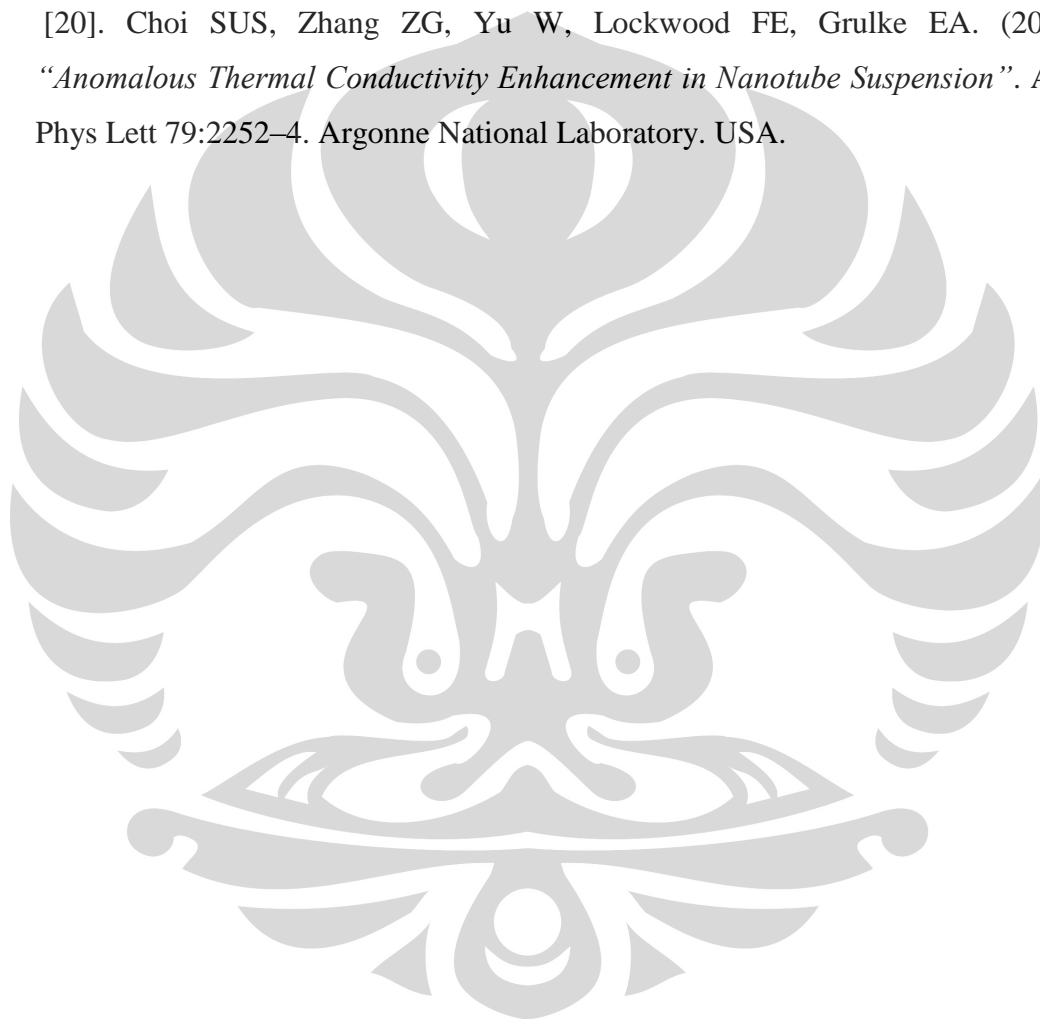 [20]. Choi SUS, Zhang ZG, Yu W, Lockwood FE, Grulke EA. (20
“Anomalous Thermal Conductivity Enhancement in Nanotube Suspension”. A
Phys Lett 79:2252–4. Argonne National Laboratory. USA.